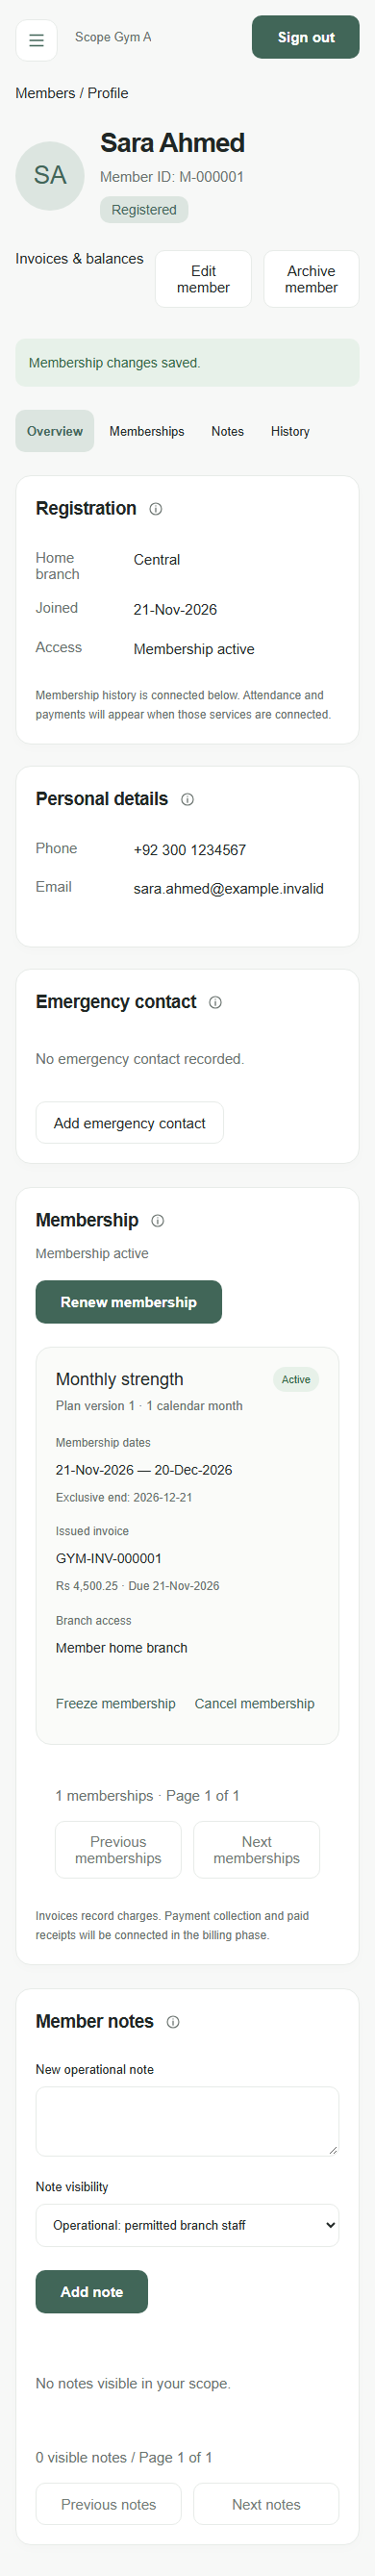 Scope Gym A
Sign out
Members / Profile
SA
Sara Ahmed
Member ID: M-000001
Registered
Invoices & balances
Edit
member
Archive
member
Membership changes saved.
Overview
Memberships
Notes
History
Registration
Home
branch
Central
Joined
21-Nov-2026
Access
Membership active
Membership history is connected below. Attendance and
payments will appear when those services are connected.
Personal details
Phone
+92 300 1234567
Email
sara.ahmed@example.invalid
Emergency contact
No emergency contact recorded.
Add emergency contact
Membership
Membership active
Renew membership
Monthly strength
Active
Plan version 1 · 1 calendar month
Membership dates
21-Nov-2026 — 20-Dec-2026
Exclusive end: 2026-12-21
Issued invoice
GYM-INV-000001
Rs 4,500.25 · Due 21-Nov-2026
Branch access
Member home branch
Freeze membership
Cancel membership
1 memberships · Page 1 of 1
Previous
memberships
Next
memberships
Invoices record charges. Payment collection and paid
receipts will be connected in the billing phase.
Member notes
New operational note
Note visibility
Operational: permitted branch staff
Add note
No notes visible in your scope.
0 visible notes / Page 1 of 1
Previous notes
Next notes